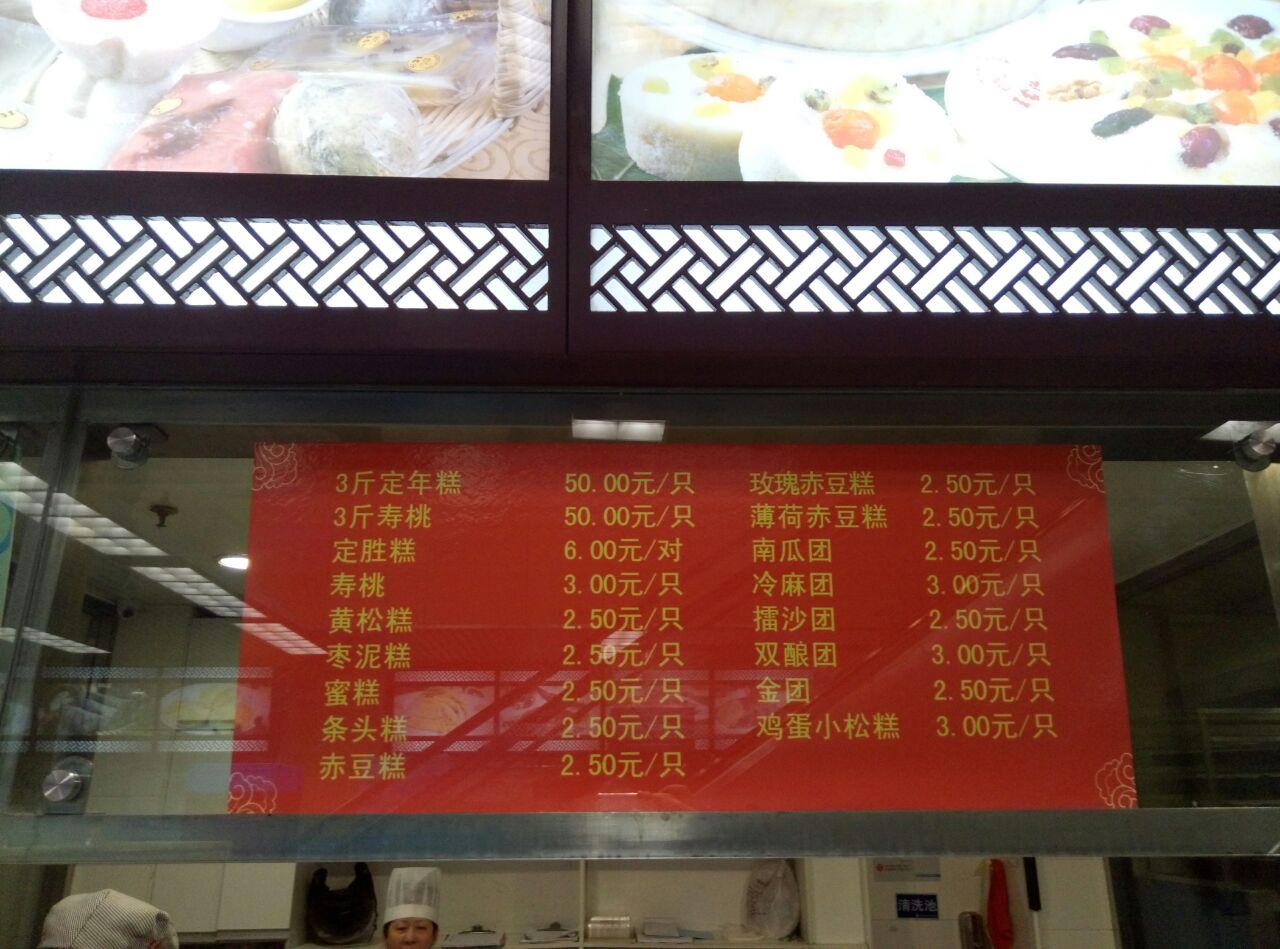 3斤定年糕 50.00元/只
3斤寿桃 50.00元/只
定胜糕 6.00元/对
寿桃 3.00元/只
黄松糕 2.50元/只
枣泥糕 2.50元/只
蜜糕 2.50元/只
条头糕 2.50元/只
赤豆糕 2.50元/只
玫瑰赤豆糕 2.50元/只
薄荷赤豆糕 2.50元/只
南瓜团 2.50元/只
冷麻团 3.00元/只
擂沙团 2.50元/只
双酿团 3.00元/只
金团 2.50元/只
鸡蛋小松糕 3.00元/只
清洗池